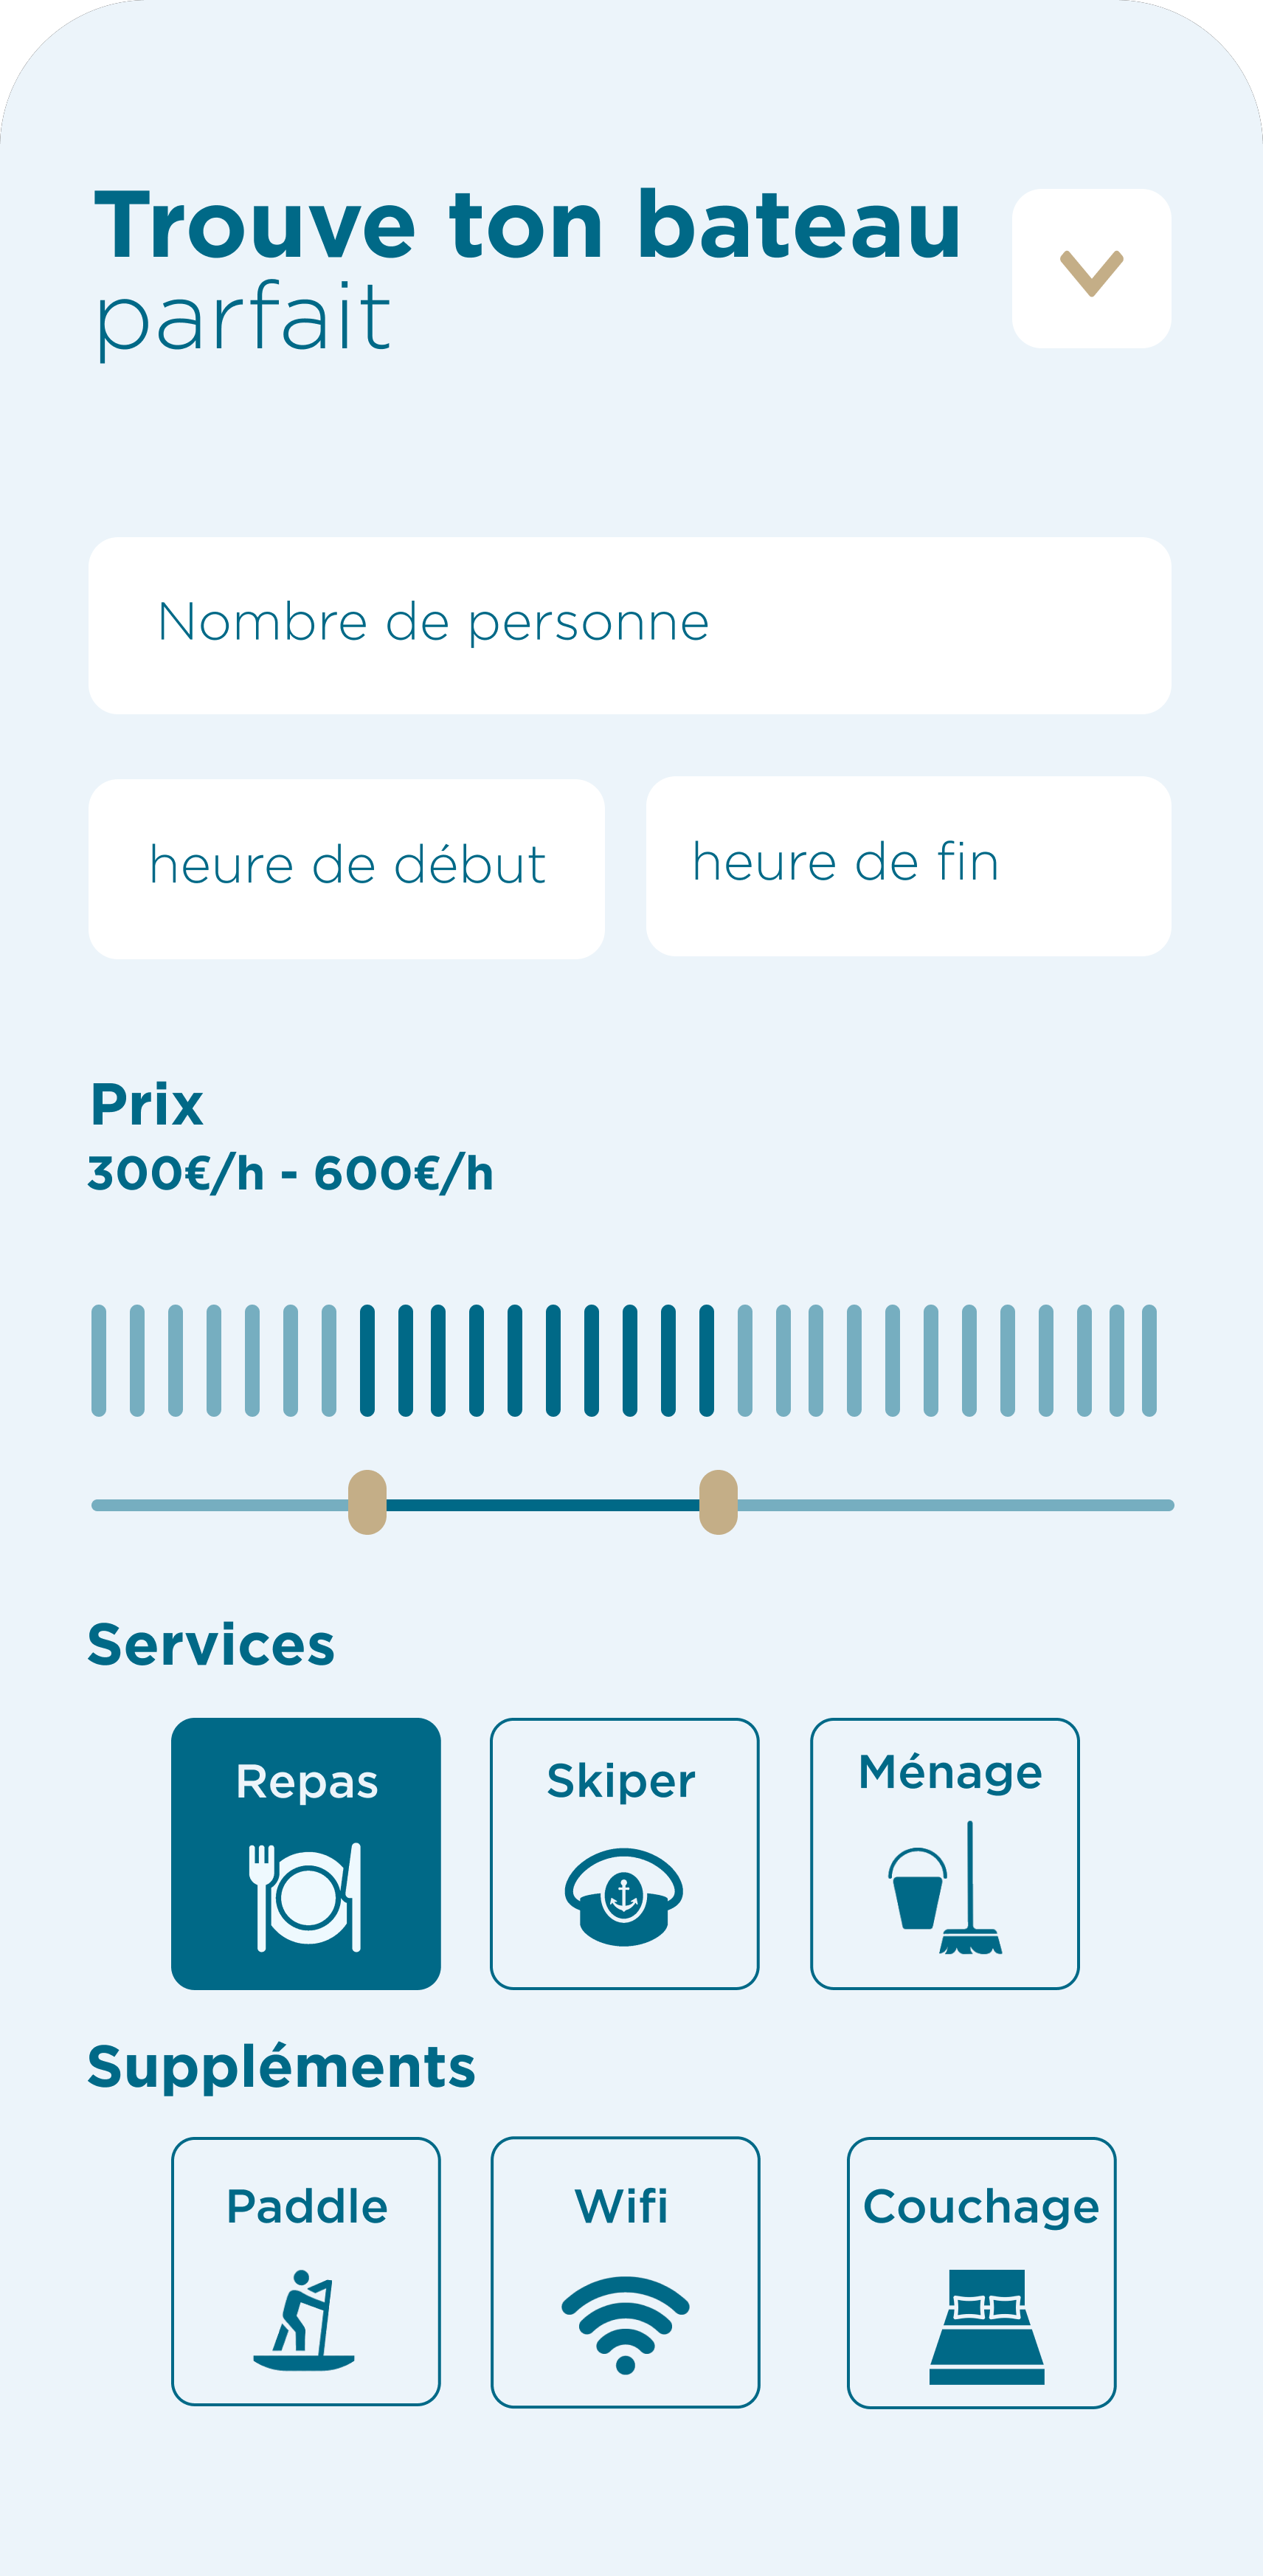 Trouve ton bateau
parfait
Nombre de personne
heure de début
heure de fin
Prix
300€/h - 600€/h
Services
Repas
Skiper
Ménage
Suppléments
Paddle
Wifi
Couchage